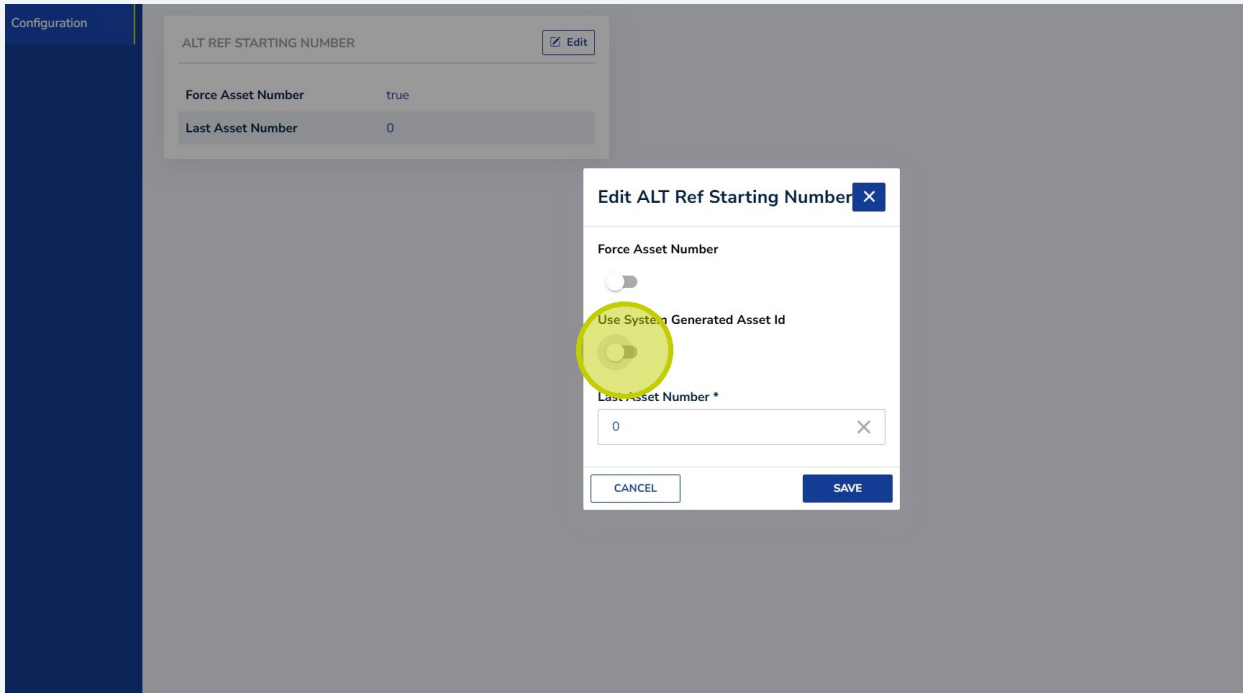 Configuration
ALT REF STARTING NUMBER
Edit
Force Asset Number true
Last Asset Number 0
Edit ALT Ref Starting Number
Force Asset Number
Use System Generated Asset Id
Last Asset Number *
0
CANCEL SAVE